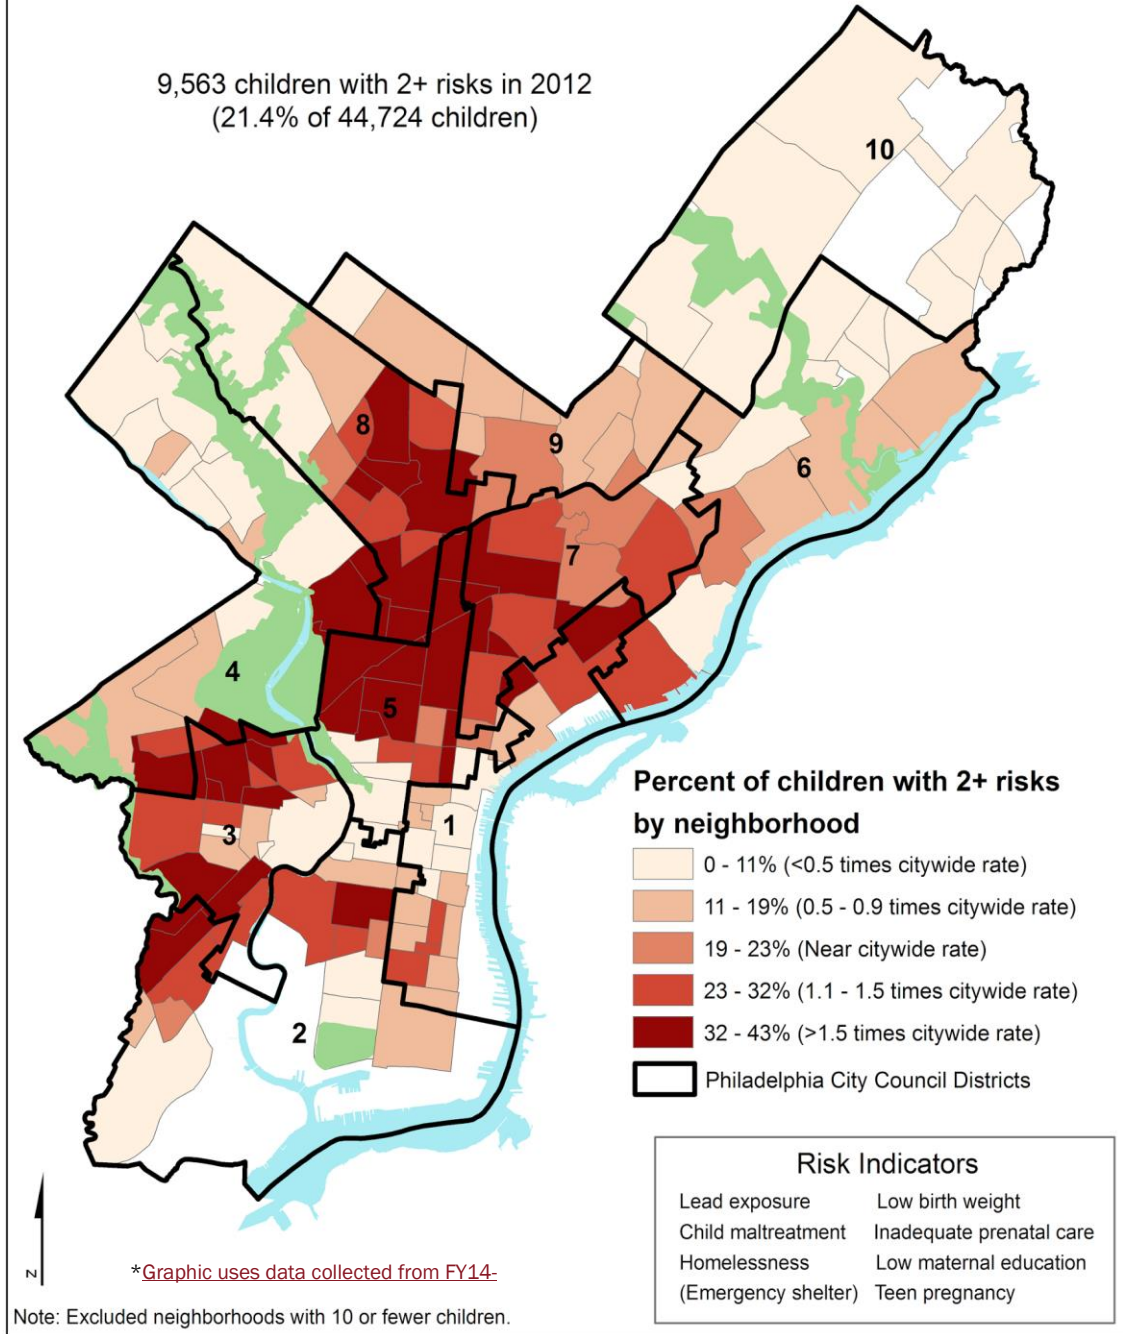 9,563 children with 2+ risks in 2012
(21.4% of 44,724 children)
10
8
9
6
7
4
5
3
1
2
Percent of children with 2+ risks
by neighborhood
0 - 11% (<0.5 times citywide rate)
11 - 19% (0.5 - 0.9 times citywide rate)
19 - 23% (Near citywide rate)
23 - 32% (1.1 - 1.5 times citywide rate)
32 - 43% (>1.5 times citywide rate)
Philadelphia City Council Districts
Risk Indicators
Lead exposure Low birth weight
Child maltreatment Inadequate prenatal care
Homelessness Low maternal education
(Emergency shelter) Teen pregnancy
N
*Graphic uses data collected from FY14-
Note: Excluded neighborhoods with 10 or fewer children.